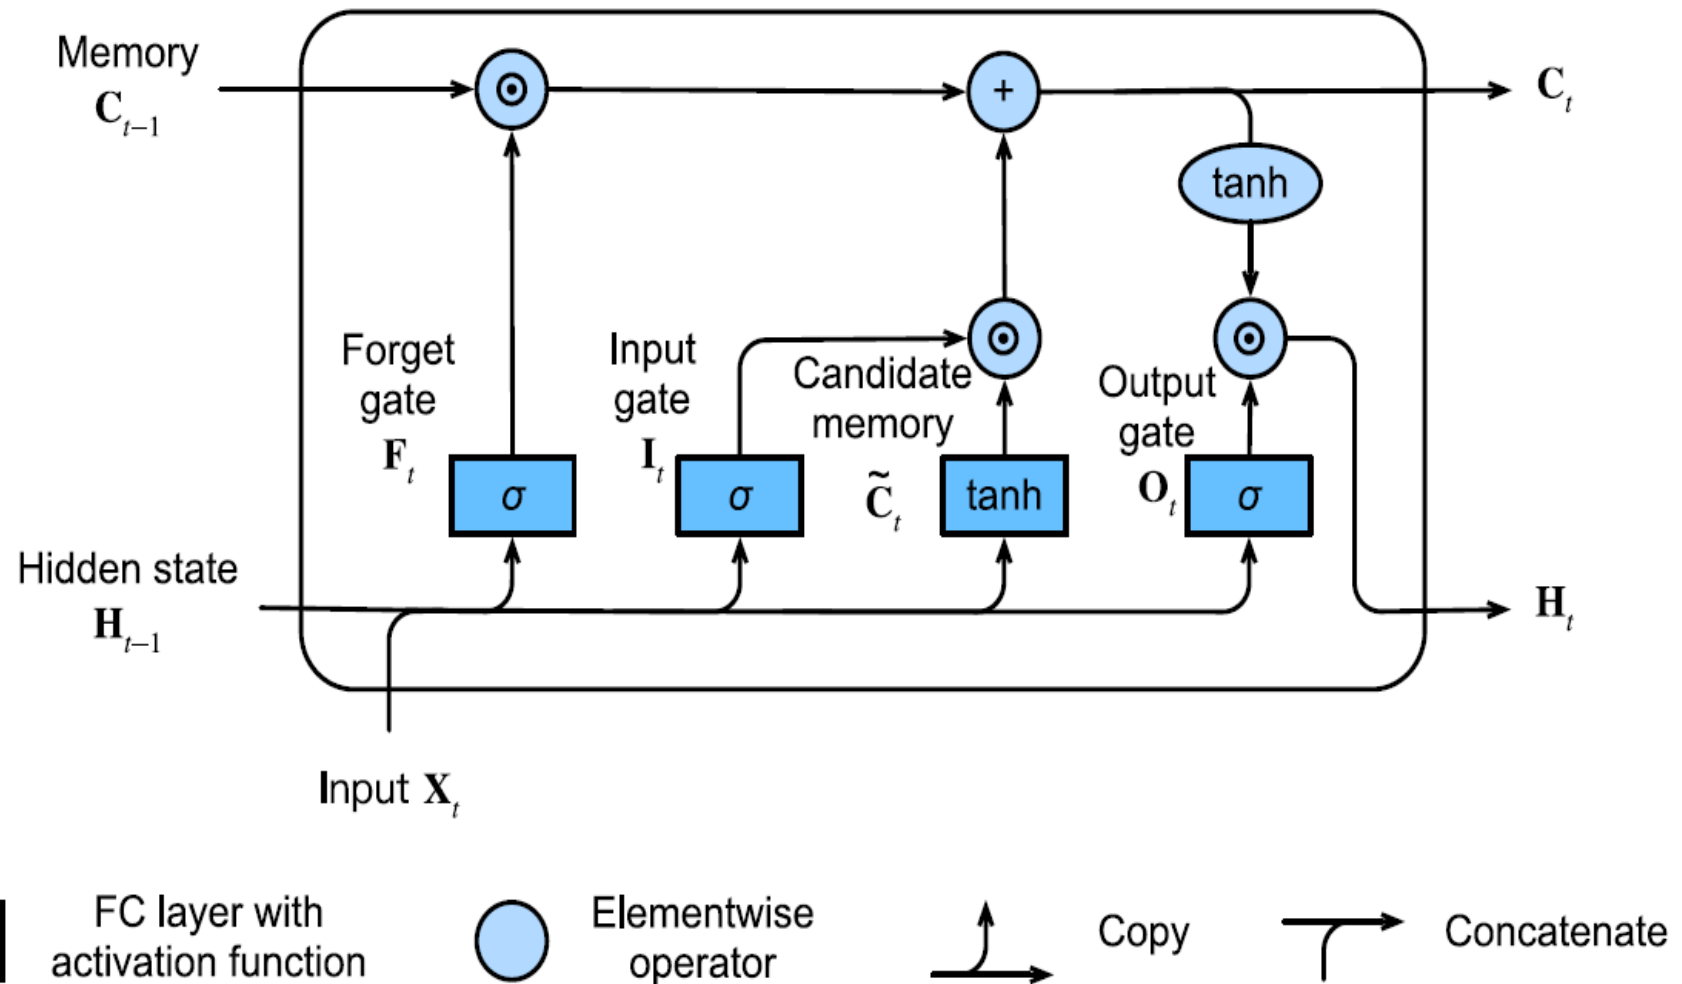 Memory
C_{t−1}
⊙
+
C_t
tanh
Forget
gate
F_t
Input
gate
I_t
Candidate
memory
C̃_t
⊙
Output
gate
O_t
⊙
σ
σ
tanh
σ
Hidden state
H_{t−1}
H_t
Input X_t
FC layer with
activation function
Elementwise
operator
Copy
Concatenate